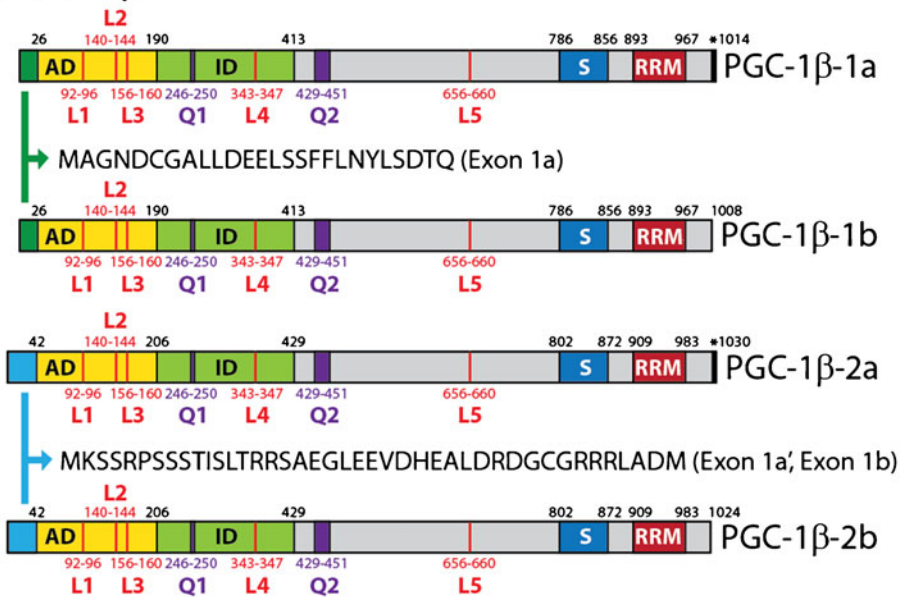 L2
26 140-144 190 413 786 856 893 967 *1014
AD ID S RRM PGC-1β-1a
92-96 156-160 246-250 343-347 429-451 656-660
L1 L3 Q1 L4 Q2 L5
MAGNDCGALLDEELSSFFLNYLSDTQ (Exon 1a)
L2
26 140-144 190 413 786 856 893 967 1008
AD ID S RRM PGC-1β-1b
92-96 156-160 246-250 343-347 429-451 656-660
L1 L3 Q1 L4 Q2 L5
L2
42 140-144 206 429 802 872 909 983 *1030
AD ID S RRM PGC-1β-2a
92-96 156-160 246-250 343-347 429-451 656-660
L1 L3 Q1 L4 Q2 L5
MKSSRPSSSTISLTRRSAEGLEEVDHEALDRDGCGRRRLADM (Exon 1a’, Exon 1b)
L2
42 140-144 206 429 802 872 909 983 1024
AD ID S RRM PGC-1β-2b
92-96 156-160 246-250 343-347 429-451 656-660
L1 L3 Q1 L4 Q2 L5